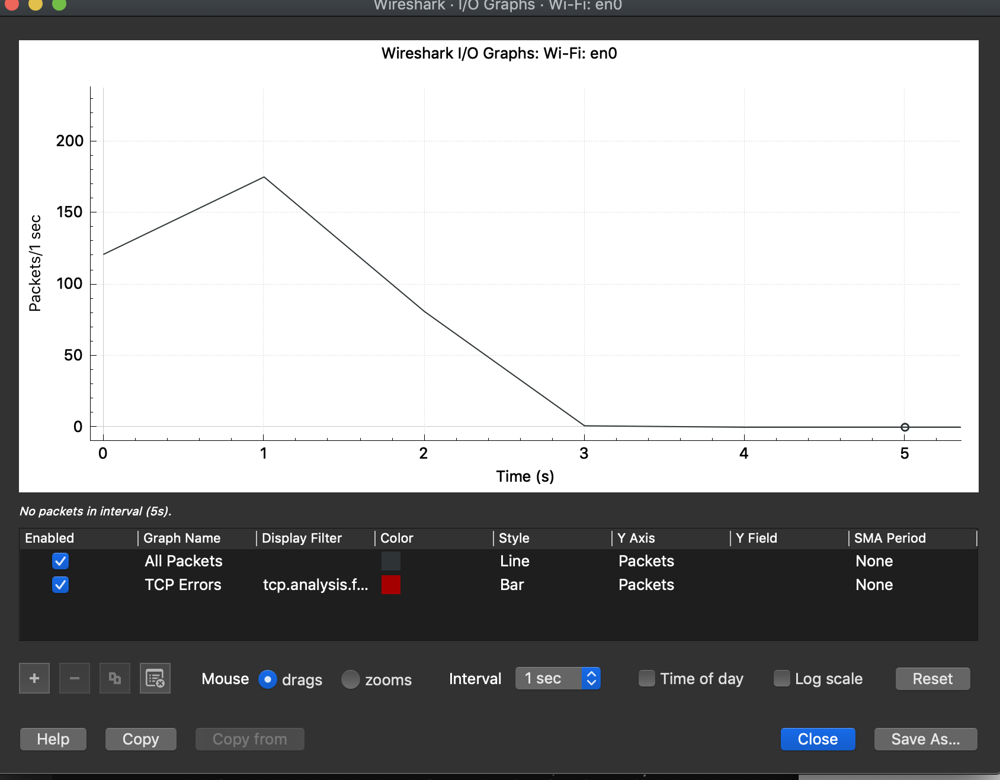 Wireshark · I/O Graphs · Wi-Fi: en0
Wireshark I/O Graphs: Wi-Fi: en0
200
150
100
50
0
Packets/1 sec
0 1 2 3 4 5
Time (s)
No packets in interval (5s).
Enabled Graph Name Display Filter Color Style Y Axis Y Field SMA Period
All Packets Line Packets None
TCP Errors tcp.analysis.f... Bar Packets None
Mouse drags zooms Interval 1 sec Time of day Log scale Reset
Help Copy Copy from Close Save As...